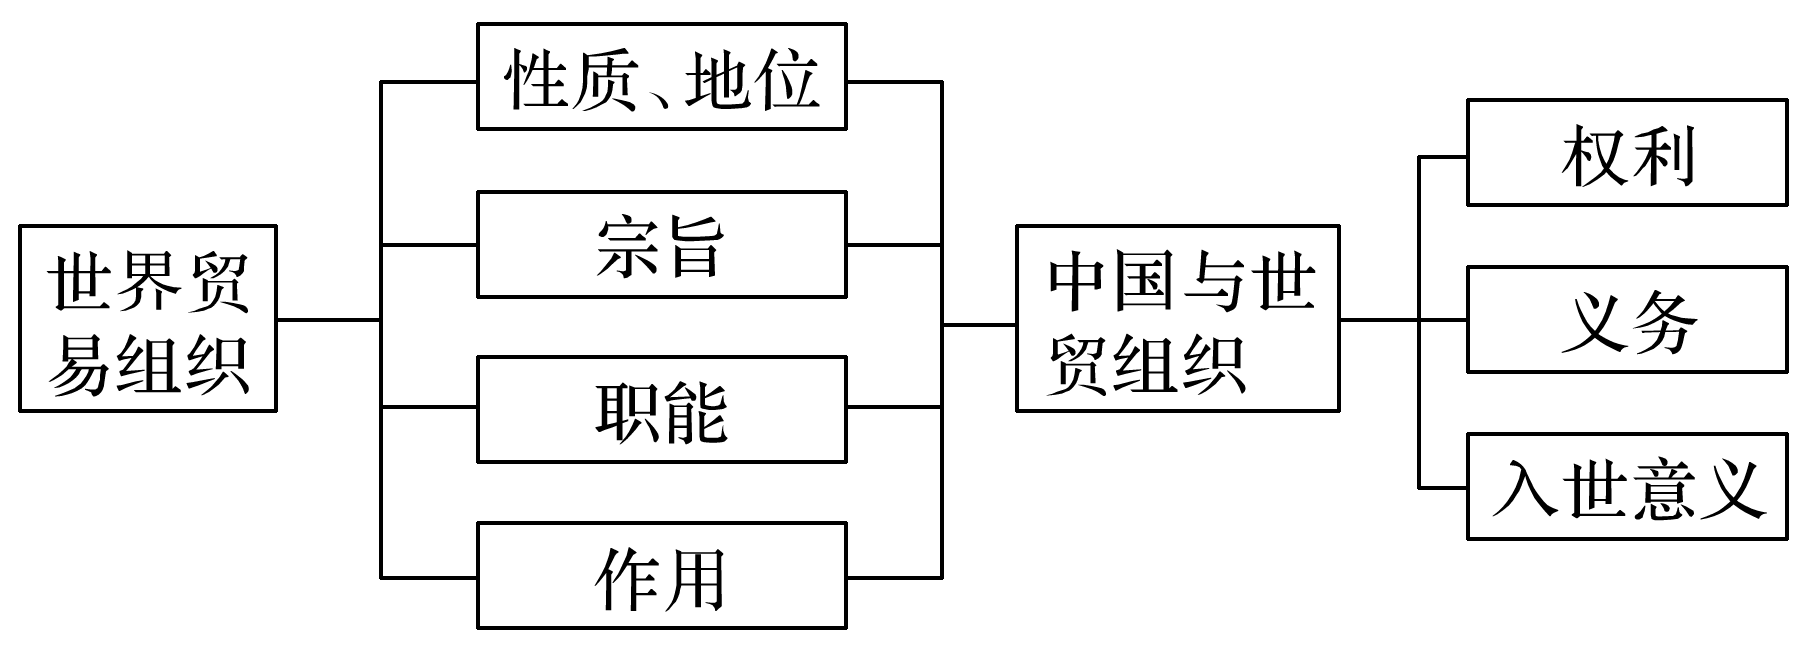 世界贸
易组织
性质、地位
宗旨
职能
作用
中国与世
贸组织
权利
义务
入世意义